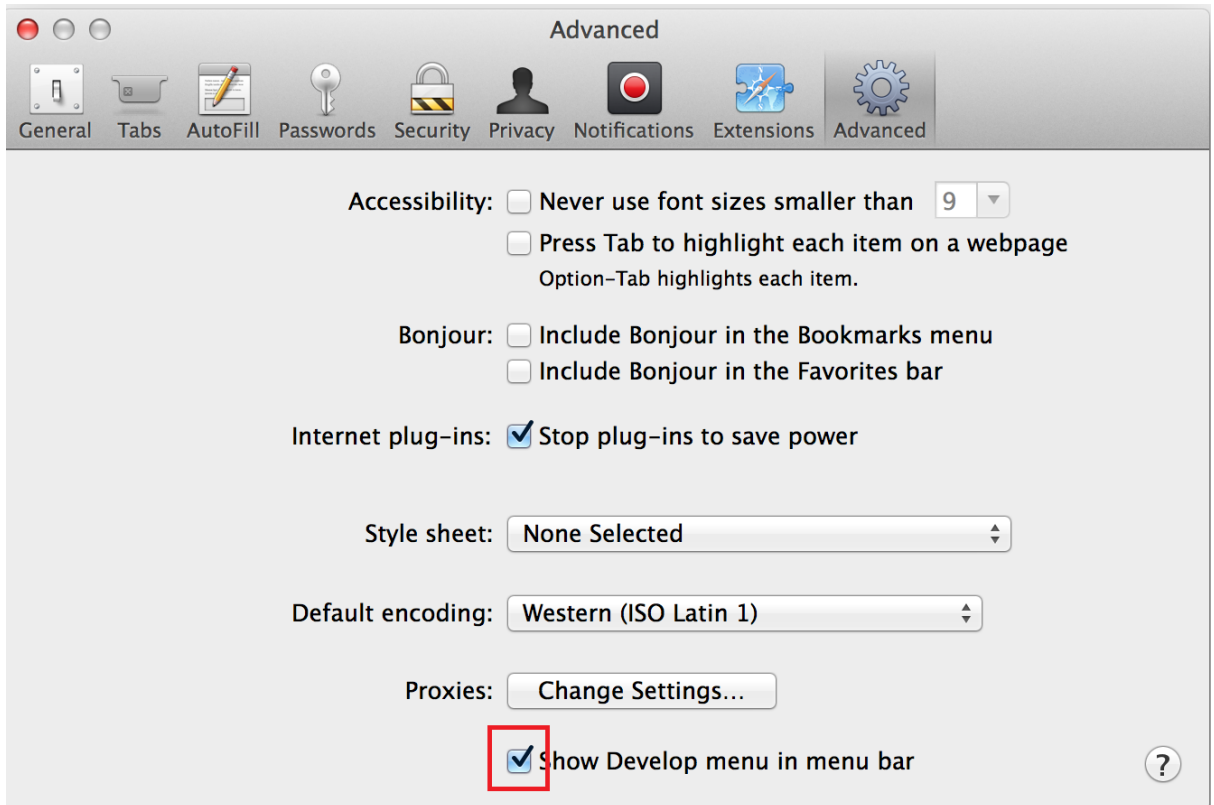 Advanced
General Tabs AutoFill Passwords Security Privacy Notifications Extensions Advanced
Accessibility: Never use font sizes smaller than 9
Press Tab to highlight each item on a webpage
Option-Tab highlights each item.
Bonjour: Include Bonjour in the Bookmarks menu
Include Bonjour in the Favorites bar
Internet plug-ins: Stop plug-ins to save power
Style sheet: None Selected
Default encoding: Western (ISO Latin 1)
Proxies: Change Settings...
Show Develop menu in menu bar ?